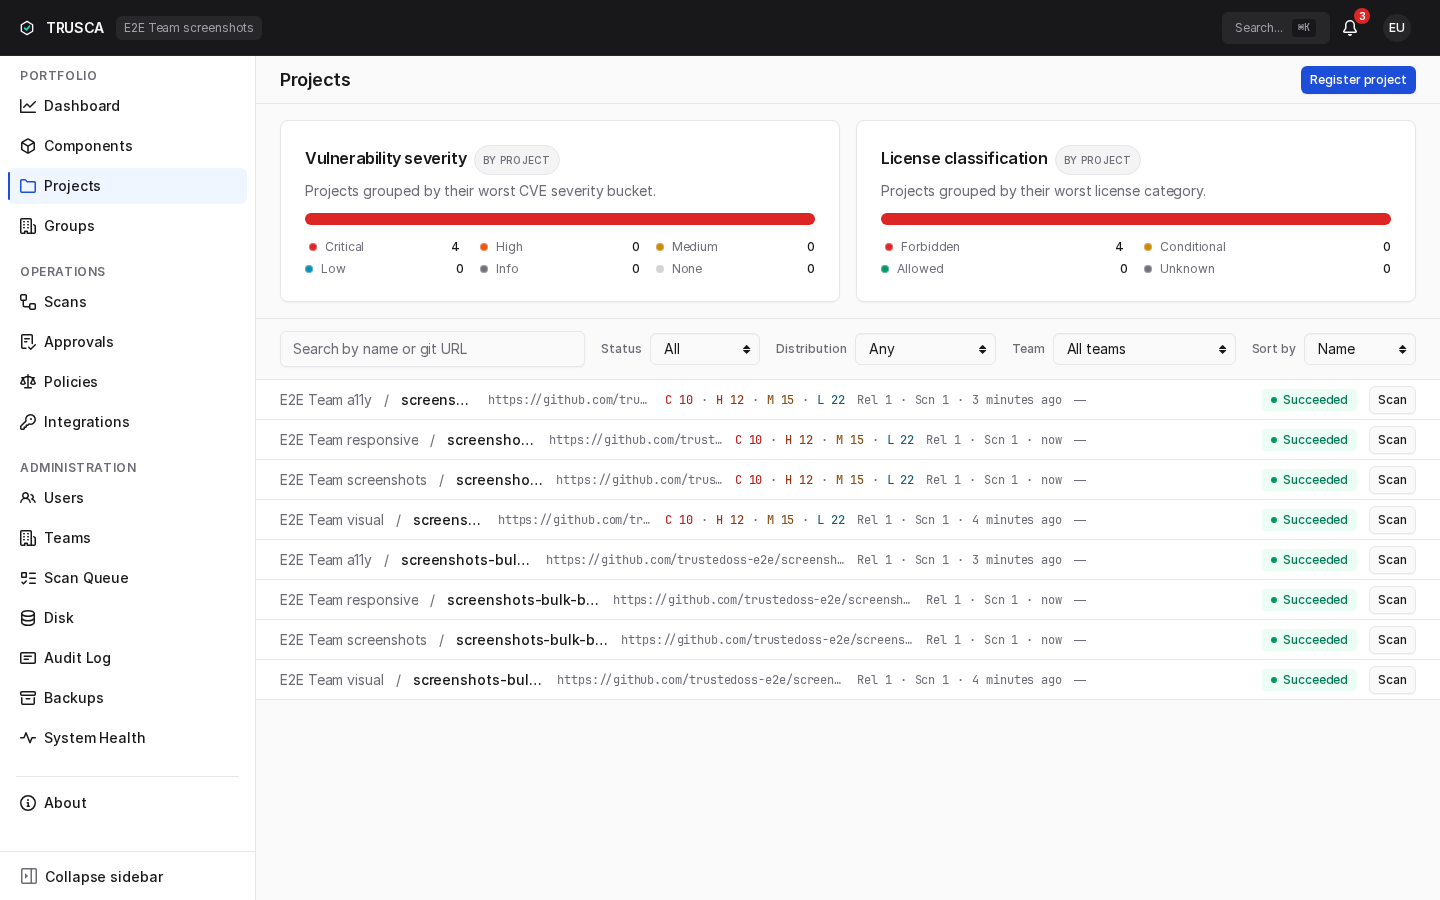 TRUSCA
E2E Team screenshots
Search... ⌘K
3
EU
PORTFOLIO
Dashboard
Components
Projects
Groups
OPERATIONS
Scans
Approvals
Policies
Integrations
ADMINISTRATION
Users
Teams
Scan Queue
Disk
Audit Log
Backups
System Health
About
Collapse sidebar
Projects
Register project
Vulnerability severity BY PROJECT
Projects grouped by their worst CVE severity bucket.
Critical 4 High 0 Medium 0
Low 0 Info 0 None 0
License classification BY PROJECT
Projects grouped by their worst license category.
Forbidden 4 Conditional 0
Allowed 0 Unknown 0
Search by name or git URL Status All Distribution Any Team All teams Sort by Name
E2E Team a11y / screens... https://github.com/tru... C 10 · H 12 · M 15 · L 22 Rel 1 · Scn 1 · 3 minutes ago — Succeeded Scan
E2E Team responsive / screensho... https://github.com/trust... C 10 · H 12 · M 15 · L 22 Rel 1 · Scn 1 · now — Succeeded Scan
E2E Team screenshots / screensho... https://github.com/trus... C 10 · H 12 · M 15 · L 22 Rel 1 · Scn 1 · now — Succeeded Scan
E2E Team visual / screens... https://github.com/tr... C 10 · H 12 · M 15 · L 22 Rel 1 · Scn 1 · 4 minutes ago — Succeeded Scan
E2E Team a11y / screenshots-bul... https://github.com/trustedoss-e2e/screensh... Rel 1 · Scn 1 · 3 minutes ago — Succeeded Scan
E2E Team responsive / screenshots-bulk-b... https://github.com/trustedoss-e2e/screensh... Rel 1 · Scn 1 · now — Succeeded Scan
E2E Team screenshots / screenshots-bulk-b... https://github.com/trustedoss-e2e/screens... Rel 1 · Scn 1 · now — Succeeded Scan
E2E Team visual / screenshots-bul... https://github.com/trustedoss-e2e/screen... Rel 1 · Scn 1 · 4 minutes ago — Succeeded Scan